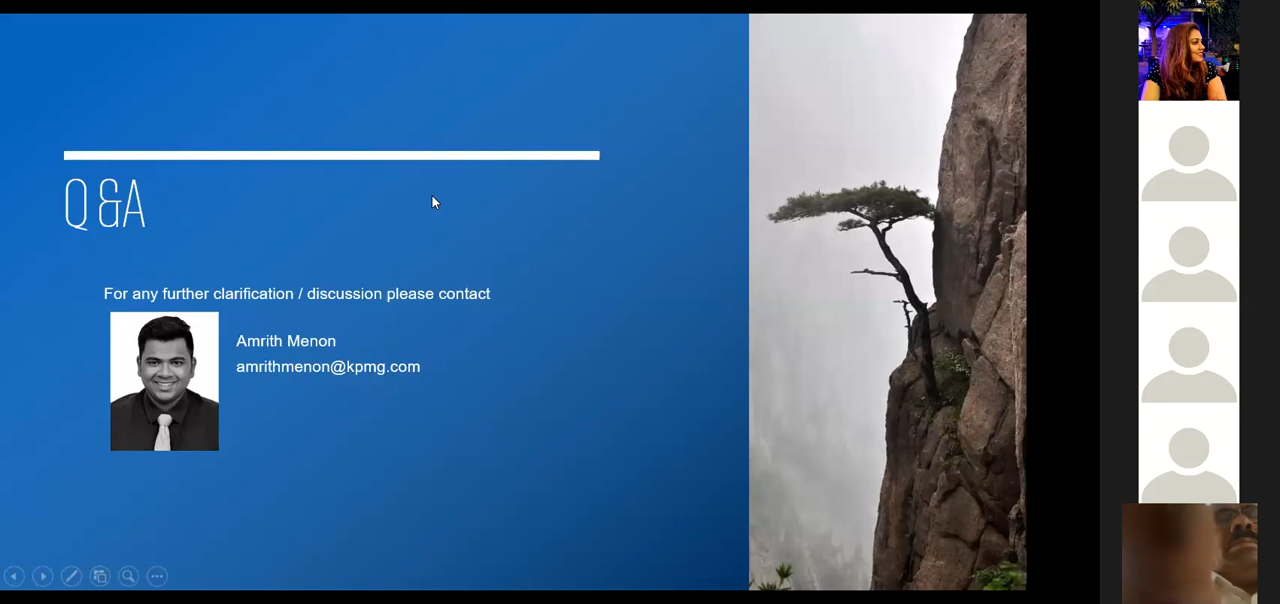 Q &A
For any further clarification / discussion please contact
Amrith Menon
amrithmenon@kpmg.com